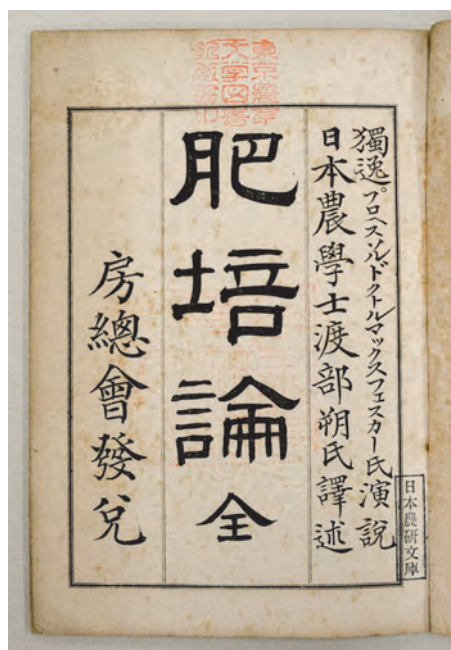 獨逸プロヘスソルドクトルマックスフェスカー氏演説
日本農學士渡部朔氏譯述
肥培論全
房總會發兌
日本農研文庫